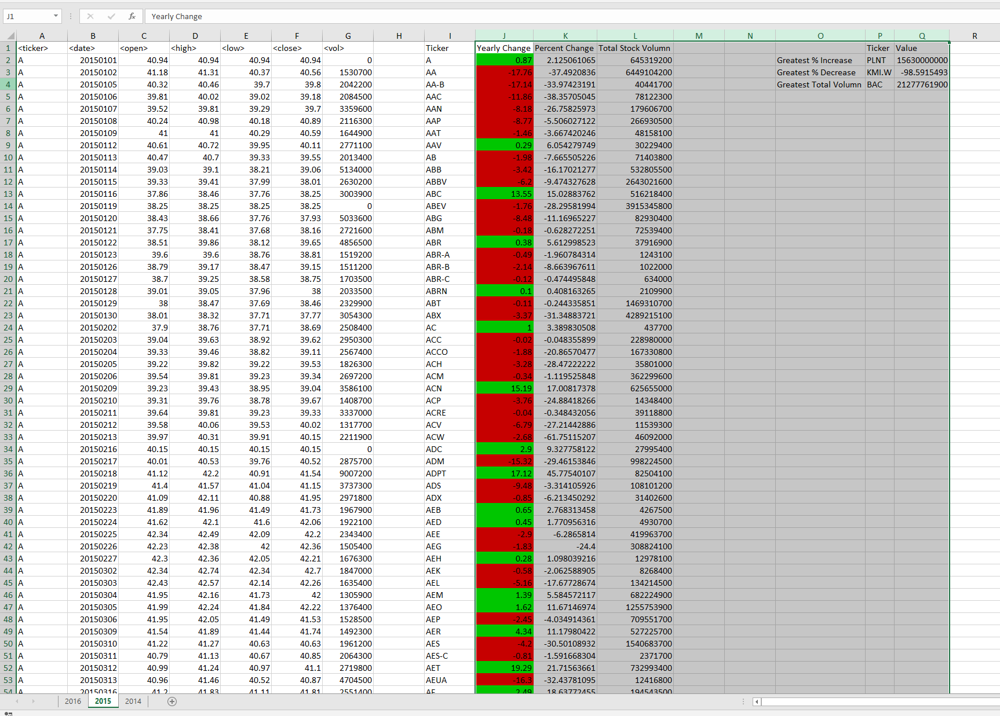 J1 Yearly Change
A B C D E F G H I J K L M N O P Q R
1 <ticker> <date> <open> <high> <low> <close> <vol> Ticker Yearly Change Percent Change Total Stock Volumn Ticker Value
2 A 20150101 40.94 40.94 40.94 40.94 0 A 0.87 2.125061065 645319200 Greatest % Increase PLNT 15630000000
3 A 20150102 41.18 41.31 40.37 40.56 1530700 AA -17.76 -37.4920836 6449104200 Greatest % Decrease KMI.W -98.5915493
4 A 20150105 40.32 40.46 39.7 39.8 2042200 AA-B -17.14 -33.97423191 40441700 Greatest Total Volumn BAC 21277761900
5 A 20150106 39.81 40.02 39.02 39.18 2084500 AAC -11.86 -38.35705045 78122300
6 A 20150107 39.52 39.81 39.29 39.7 3359600 AAN -8.18 -26.75825973 179606700
7 A 20150108 40.24 40.98 40.18 40.89 2116300 AAP -8.77 -5.506027122 266930500
8 A 20150109 41 41 40.29 40.59 1644900 AAT -1.46 -3.667420246 48158100
9 A 20150112 40.61 40.72 39.95 40.11 2771100 AAV 0.29 6.054279749 30229400
10 A 20150113 40.47 40.7 39.33 39.55 2013400 AB -1.98 -7.665505226 71403800
11 A 20150114 39.03 39.1 38.21 39.06 5134000 ABB -3.42 -16.17021277 532805500
12 A 20150115 39.33 39.41 37.99 38.01 2630200 ABBV -6.2 -9.474327628 2643021600
13 A 20150116 37.86 38.46 37.76 38.25 3003900 ABC 13.55 15.02883762 516218400
14 A 20150119 38.25 38.25 38.25 38.25 0 ABEV -1.76 -28.29581994 3915345800
15 A 20150120 38.43 38.66 37.76 37.93 5033600 ABG -8.48 -11.16965227 82930400
16 A 20150121 37.75 38.41 37.68 38.16 2721600 ABM -0.18 -0.628272251 72539400
17 A 20150122 38.51 39.86 38.12 39.65 4856500 ABR 0.38 5.612998523 37916900
18 A 20150123 39.6 39.6 38.76 38.81 1519200 ABR-A -0.49 -1.960784314 1243100
19 A 20150126 38.79 39.17 38.47 39.15 1511200 ABR-B -2.14 -8.663967611 1022000
20 A 20150127 38.7 39.25 38.58 38.75 1703500 ABR-C -0.12 -0.474495848 634000
21 A 20150128 39.01 39.05 37.96 38 2033500 ABRN 0.1 0.408163265 2109900
22 A 20150129 38 38.47 37.69 38.46 2329900 ABT -0.11 -0.244335851 1469310700
23 A 20150130 38.01 38.32 37.71 37.77 3054300 ABX -3.37 -31.34883721 4289215100
24 A 20150202 37.9 38.76 37.71 38.69 2508400 AC 1 3.389830508 437700
25 A 20150203 39.04 39.63 38.92 39.62 2950300 ACC -0.02 -0.048355899 228980000
26 A 20150204 39.33 39.46 38.82 39.11 2567400 ACCO -1.88 -20.86570477 167330800
27 A 20150205 39.22 39.82 39.22 39.53 1826300 ACH -3.28 -28.47222222 35801000
28 A 20150206 39.54 39.81 39.23 39.34 2697200 ACM -0.34 -1.119525848 362299600
29 A 20150209 39.23 39.43 38.95 39.04 3586100 ACN 15.19 17.00817378 625655000
30 A 20150210 39.31 39.76 38.78 39.67 1408700 ACP -3.76 -24.88418266 14348400
31 A 20150211 39.64 39.81 39.23 39.33 3337000 ACRE -0.04 -0.348432056 39118800
32 A 20150212 39.58 40.06 39.53 40.02 1317700 ACV -6.79 -27.21442886 11539300
33 A 20150213 39.97 40.31 39.91 40.15 2211900 ACW -2.68 -61.75115207 46092000
34 A 20150216 40.15 40.15 40.15 40.15 0 ADC 2.9 9.327758122 27995400
35 A 20150217 40.01 40.53 39.76 40.52 2875700 ADM -15.32 -29.46153846 998224500
36 A 20150218 41.12 42.2 40.91 41.54 9007200 ADPT 17.12 45.77540107 82504100
37 A 20150219 41.4 41.57 41.04 41.15 3737300 ADS -9.48 -3.314105926 108101200
38 A 20150220 41.09 42.11 40.88 41.95 2971800 ADX -0.85 -6.213450292 31402600
39 A 20150223 41.89 41.96 41.49 41.73 1967900 AEB 0.65 2.768313458 4267500
40 A 20150224 41.62 42.1 41.6 42.06 1922100 AED 0.45 1.770956316 4930700
41 A 20150225 42.34 42.49 42.09 42.2 2343400 AEE -2.9 -6.2865814 419963700
42 A 20150226 42.23 42.38 42 42.36 1505400 AEG -1.83 -24.4 308824100
43 A 20150227 42.3 42.36 42.05 42.21 1676300 AEH 0.28 1.098039216 12978100
44 A 20150302 42.34 42.74 42.34 42.7 1847000 AEK -0.58 -2.062588905 8268400
45 A 20150303 42.43 42.57 42.14 42.26 1635400 AEL -5.16 -17.67728674 134214500
46 A 20150304 41.95 42.16 41.73 42 1305900 AEM 1.39 5.584572117 682224900
47 A 20150305 41.99 42.24 41.84 42.22 1376400 AEO 1.62 11.67146974 1255753900
48 A 20150306 41.95 42.05 41.49 41.53 1528500 AEP -2.45 -4.034914361 709551700
49 A 20150309 41.54 41.89 41.44 41.74 1492300 AER 4.34 11.17980422 527225700
50 A 20150310 41.22 41.27 40.63 40.63 1961200 AES -4.2 -30.50108932 1540683700
51 A 20150311 40.79 41.13 40.67 40.85 2064300 AES-C -0.81 -1.591668304 2371700
52 A 20150312 40.99 41.24 40.97 41.1 2719800 AET 19.29 21.71563661 732993400
53 A 20150313 40.96 41.46 40.52 40.87 4704500 AEUA -16.3 -32.43781095 12416800
54 A 20150316 41.2 41.83 41.11 41.81 2551400 AF 2.49 18.63772455 194543500
2016 2015 2014